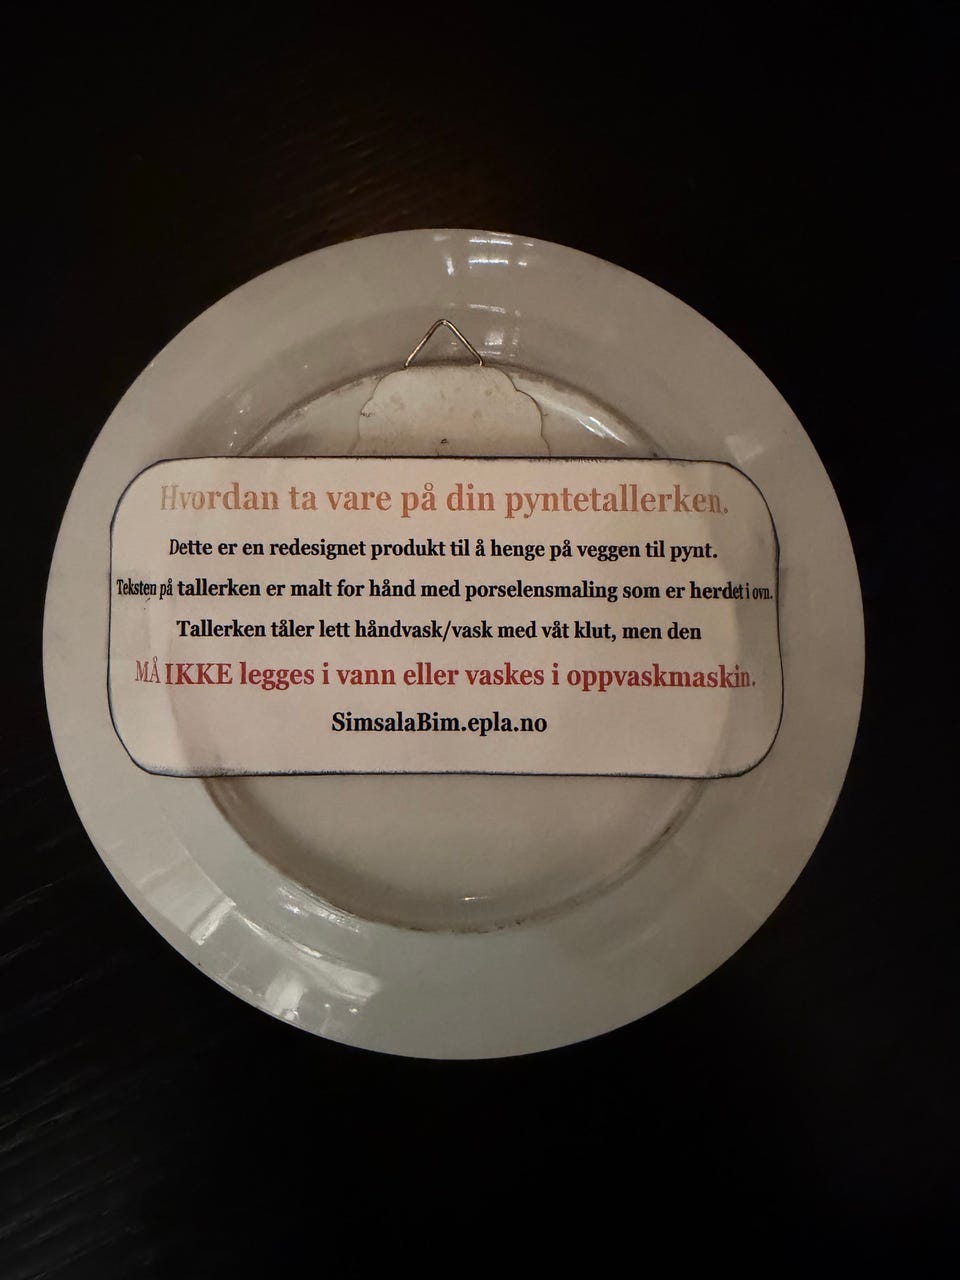 Hvordan ta vare på din pyntetallerken.
Dette er en redesignet produkt til å henge på veggen til pynt.
Teksten på tallerken er malt for hånd med porselensmaling som er herdet i ovn.
Tallerken tåler lett håndvask/vask med våt klut, men den
MÅ IKKE legges i vann eller vaskes i oppvaskmaskin.
SimsalaBim.epla.no